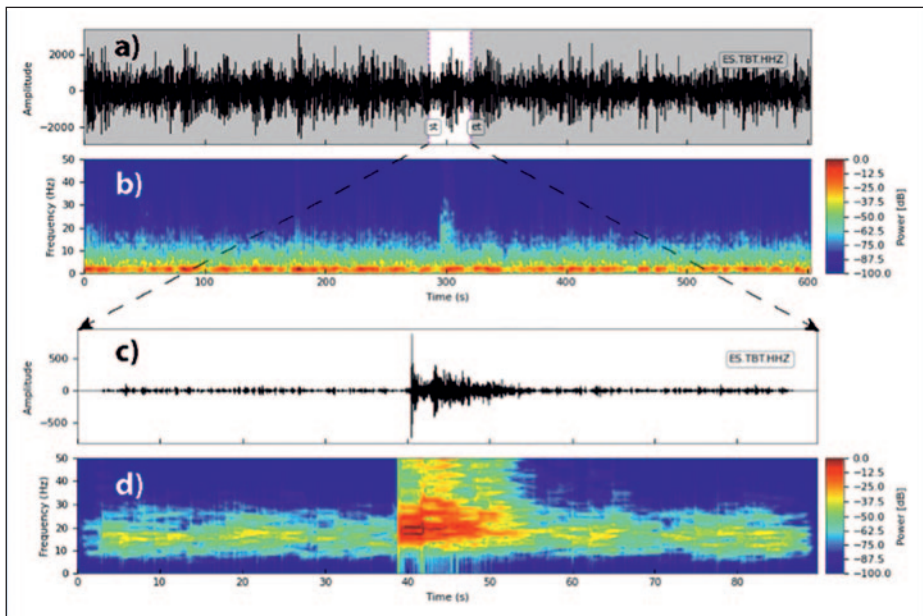 a)
ES.TBT.HHZ
Amplitude
2000
0
−2000
st
et
b)
Frequency (Hz)
50
40
30
20
10
0
0 100 200 300 400 500 600
Time (s)
0.0
−12.5
−25.0
−37.5
−50.0
−62.5
−75.0
−87.5
−100.0
Power [dB]
c)
ES.TBT.HHZ
Amplitude
500
0
−500
d)
Frequency (Hz)
50
40
30
20
10
0
0 10 20 30 40 50 60 70 80
Time (s)
0.0
−12.5
−25.0
−37.5
−50.0
−62.5
−75.0
−87.5
−100.0
Power [dB]